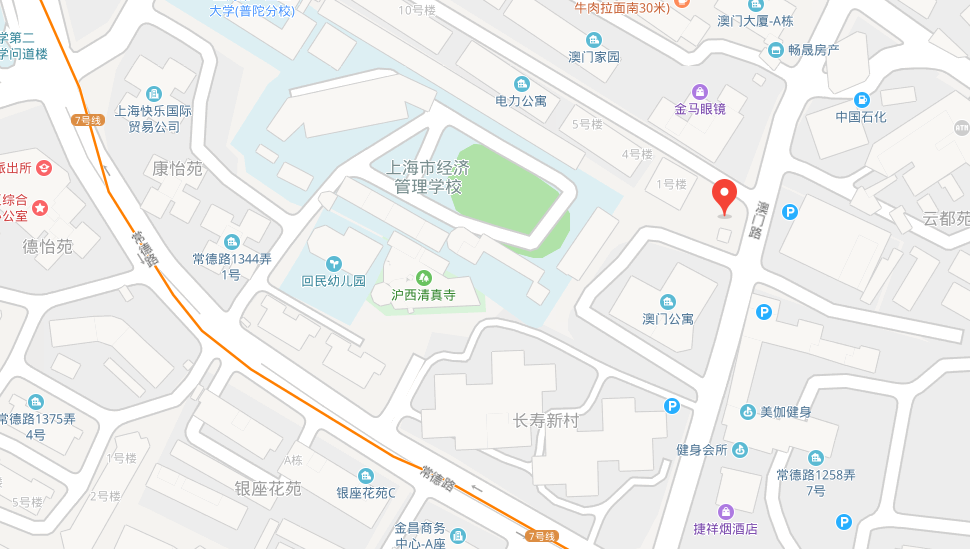 大学(普陀分校)
10号楼
牛肉拉面南30米)
澳门大厦-A栋
学第二
学问道楼
澳门家园
畅晟房产
上海快乐国际
贸易公司
电力公寓
金马眼镜
中国石化
7号线
5号楼
ATM
派出所
康怡苑
上海市经济
管理学校
4号楼
1号楼
综合
公室
澳门路
云都苑
德怡苑
常德路
常德路1344弄
1号
回民幼儿园
沪西清真寺
澳门公寓
P
P
P
常德路1375弄
4号
长寿新村
美伽健身
健身会所
1号楼
A栋
常德路
常德路1258弄
7号
5号楼
2号楼
银座花苑
银座花苑C
捷祥烟酒店
P
金昌商务
中心-A座
7号线